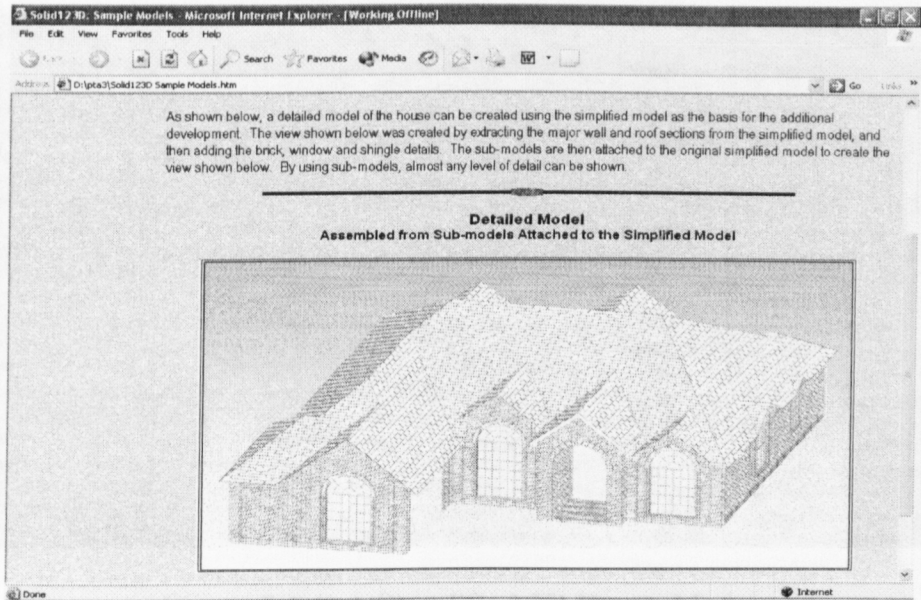 Solid123D: Sample Models - Microsoft Internet Explorer - [Working Offline]
File Edit View Favorites Tools Help
Search Favorites Media
Address D:\pta3\Solid123D Sample Models.htm Go Links »
As shown below, a detailed model of the house can be created using the simplified model as the basis for the additional
development. The view shown below was created by extracting the major wall and roof sections from the simplified model, and
then adding the brick, window and shingle details. The sub-models are then attached to the original simplified model to create the
view shown below. By using sub-models, almost any level of detail can be shown.
Detailed Model
Assembled from Sub-models Attached to the Simplified Model
Done Internet